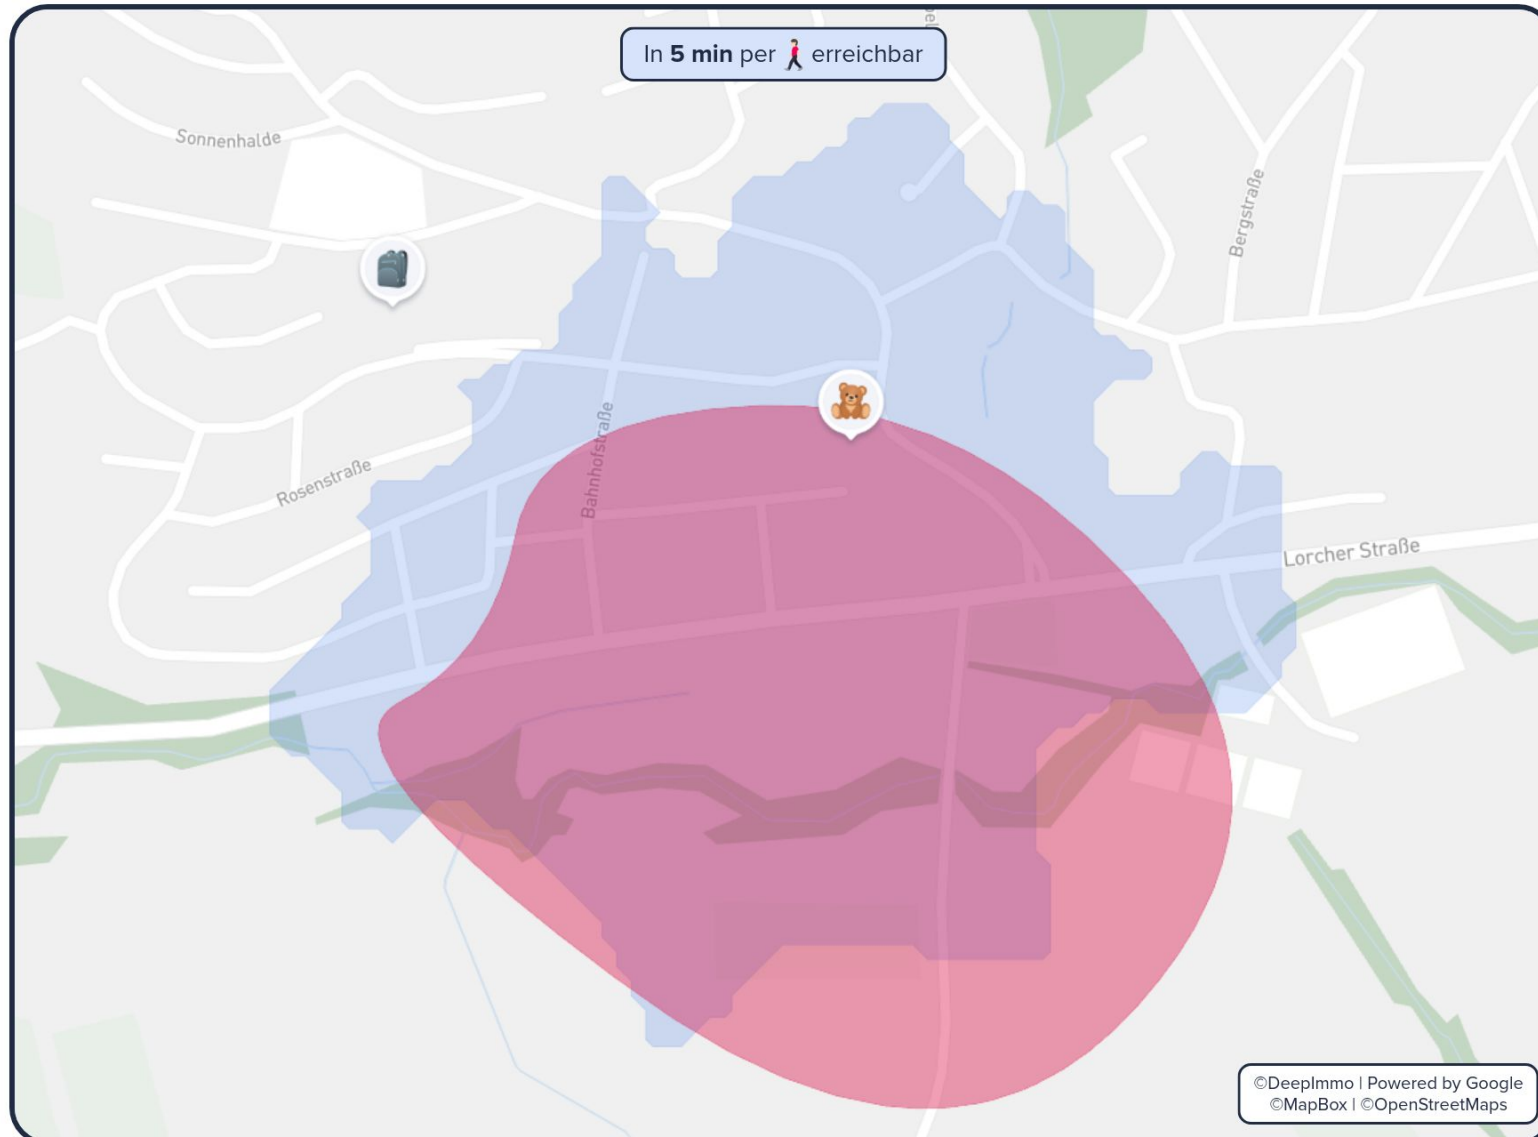 In 5 min per erreichbar
Sonnenhalde
Bergstraße
Bahnhofstraße
Rosenstraße
Lorcher Straße
©DeepImmo | Powered by Google
©MapBox | ©OpenStreetMaps